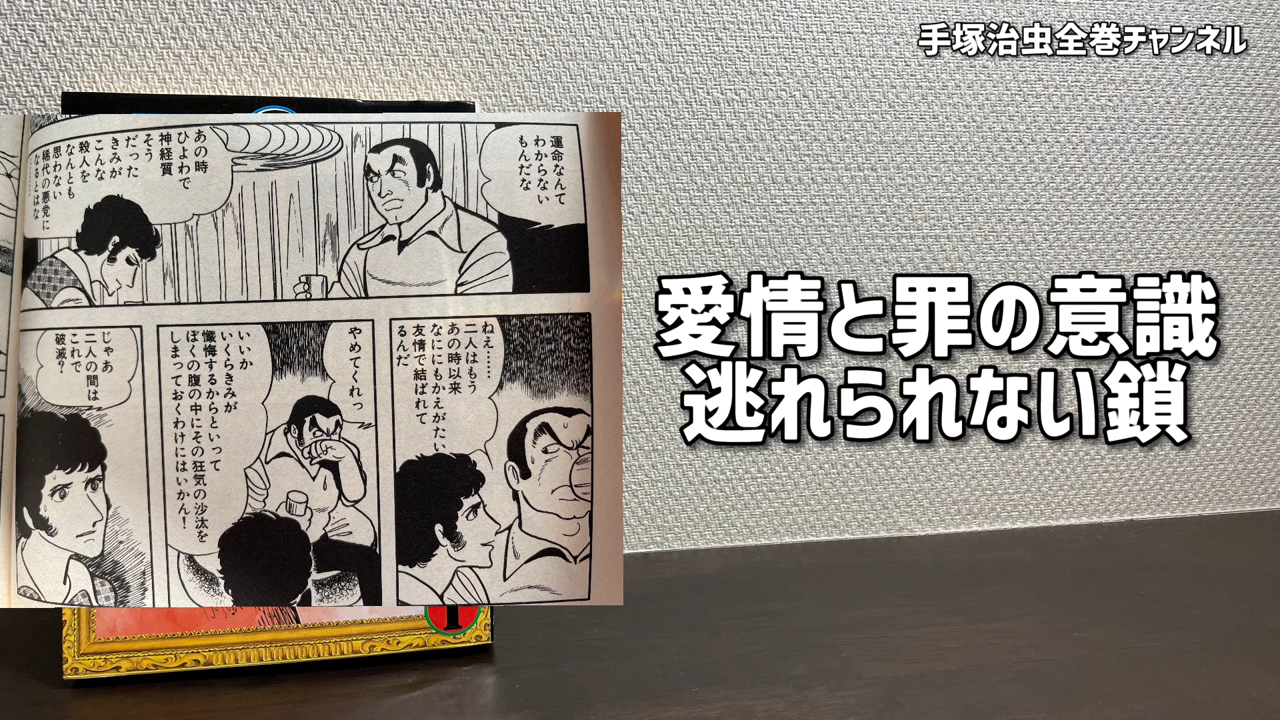 手塚治虫全巻チャンネル
愛情と罪の意識
逃れられない鎖
運命なんて
わからない
もんだな
あの時
ひよわで
神経質
そう
だった
きみが
こんな
殺人を
なんとも
思わない
稀代の悪党に
なるとはな
ねえ……
二人はもう
あの時以来
なににもかえがたい
友情で結ばれて
るんだ
やめてくれっ
いいか
いくらきみが
懺悔するからといって
ぼくの腹の中にその狂気の沙汰を
しまっておくわけにはいかん!
じゃあ
二人の間は
これで
破滅?
1